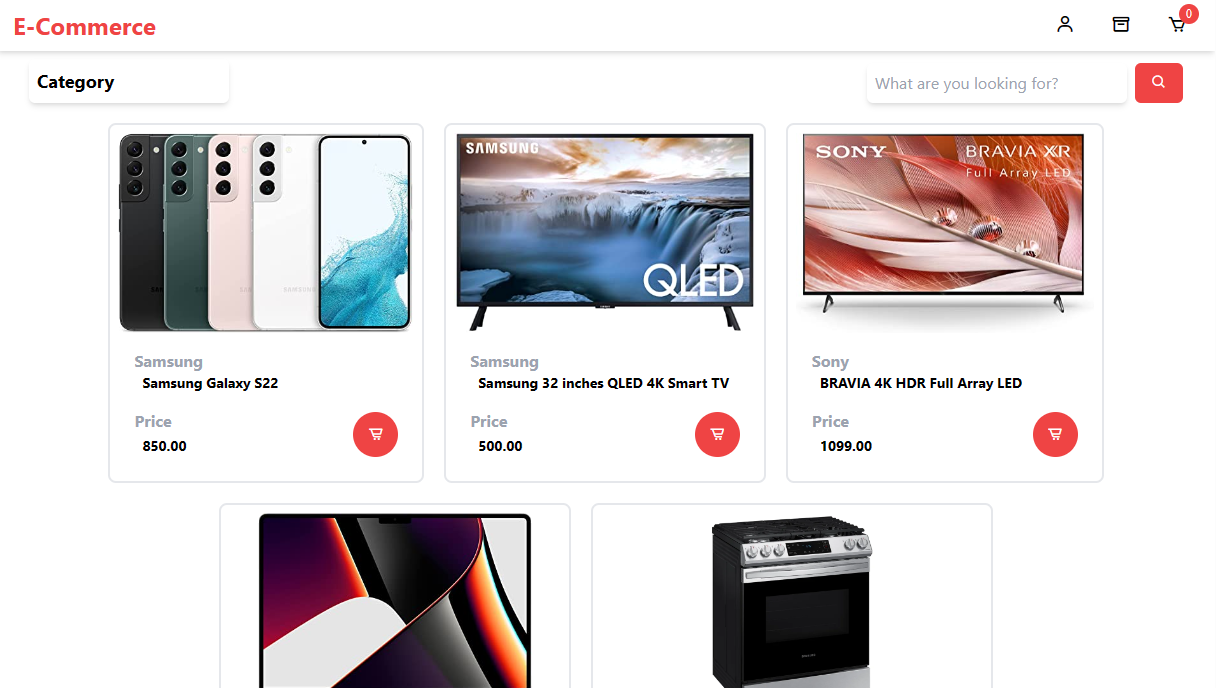 E-Commerce
0
Category
What are you looking for?
SAMSUNG
QLED
SONY
BRAVIA XR
Full Array LED
Samsung
Samsung Galaxy S22
Price
850.00
Samsung
Samsung 32 inches QLED 4K Smart TV
Price
500.00
Sony
BRAVIA 4K HDR Full Array LED
Price
1099.00